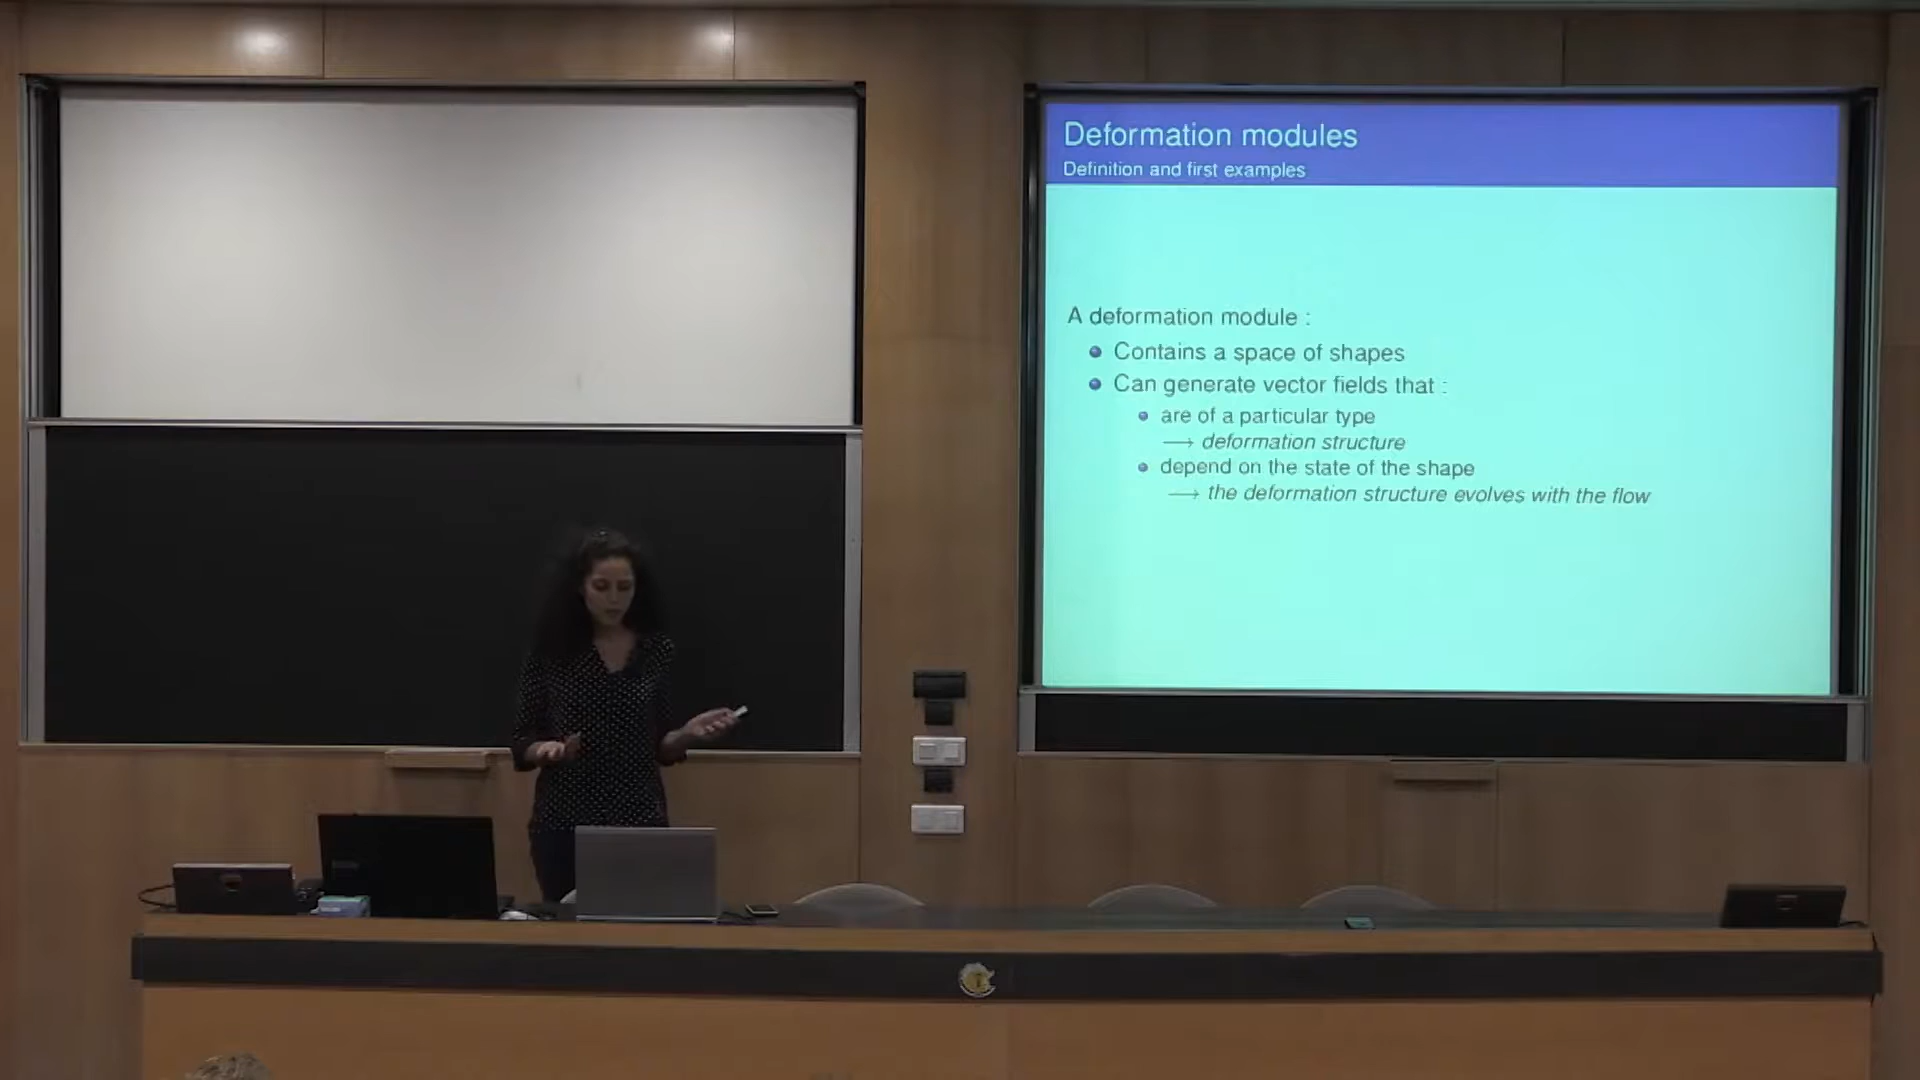 Deformation modules
Definition and first examples
A deformation module :
Contains a space of shapes
Can generate vector fields that :
are of a particular type
⟶ deformation structure
depend on the state of the shape
⟶ the deformation structure evolves with the flow